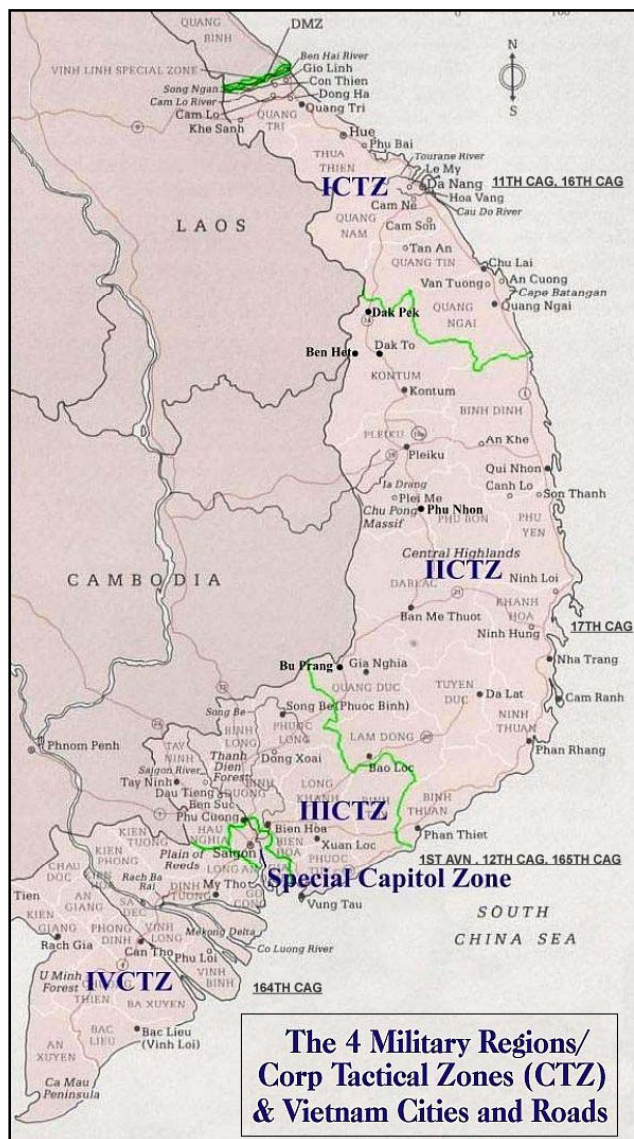 QUANG
BINH
DMZ
VINH LINH SPECIAL ZONE
Ben Hai River
Gio Linh
Song Ngan
Con Thien
Cam Lo River
Dong Ha
Cam Lo
Quang Tri
Khe Sanh
QUANG
TRI
9
Hue
Phu Bai
THUA
THIEN
Tourane River
Le My
ICTZ
Da Nang
11TH CAG, 16TH CAG
Hoa Vang
Cam Ne
Cau Do River
LAOS
QUANG
NAM
Cam Son
Tan An
QUANG TIN
Chu Lai
Van Tuong
An Cuong
Cape Batangan
QUANG
NGAI
Quang Ngai
Dak Pek
14
Ben Het
Dak To
KONTUM
Kontum
1
BINH DINH
PLEIKU
An Khe
Pleiku
Qui Nhon
Ia Drang
Canh Lo
Plei Me
Son Thanh
Chu Pong
Massif
Phu Nhon
PHU BON
PHU
YEN
Central Highlands
CAMBODIA
IICTZ
DARLAC
Ninh Loi
21
KHANH
HOA
Ban Me Thuot
17TH CAG
Ninh Hung
Bu Prang
Gia Nghia
Nha Trang
QUANG DUC
TUYEN
DUC
Da Lat
Cam Ranh
Song Be
Song Be (Phuoc Binh)
NINH
THUAN
BINH
LONG
PHUOC
LONG
LAM DONG
Phan Rhang
Phnom Penh
TAY
NINH
Thanh
Dien
Forest
Dong Xoai
Bao Loc
Saigon River
Tay Ninh
BINH
DUONG
LONG
KHANH
BINH
THUAN
Dau Tieng
Ben Suc
IIICTZ
Phu Cuong
HAU
NGHIA
Bien Hoa
BIEN
HOA
Xuan Loc
Phan Thiet
KIEN
TUONG
Plain of
Reeds
Saigon
1ST AVN , 12TH CAG, 165TH CAG
CHAU
DOC
KIEN
PHONG
LONG AN
PHUOC
TUY
Special Capitol Zone
Rach Ba
Rai
My Tho
GO
CONG
Vung Tau
Tien
AN
GIANG
SA
DEC
DINH
TUONG
SOUTH
CHINA SEA
KIEN
GIANG
PHONG
DINH
VINH
LONG
Mekong Delta
Rach Gia
Can Tho
Phu Loi
Co Luong River
U Minh
Forest
IVCTZ
VINH
BINH
164TH CAG
CHUONG
THIEN
BA XUYEN
BAC
LIEU
Bac Lieu
(Vinh Loi)
AN
XUYEN
Ca Mau
Peninsula
N
S
The 4 Military Regions/
Corp Tactical Zones (CTZ)
& Vietnam Cities and Roads